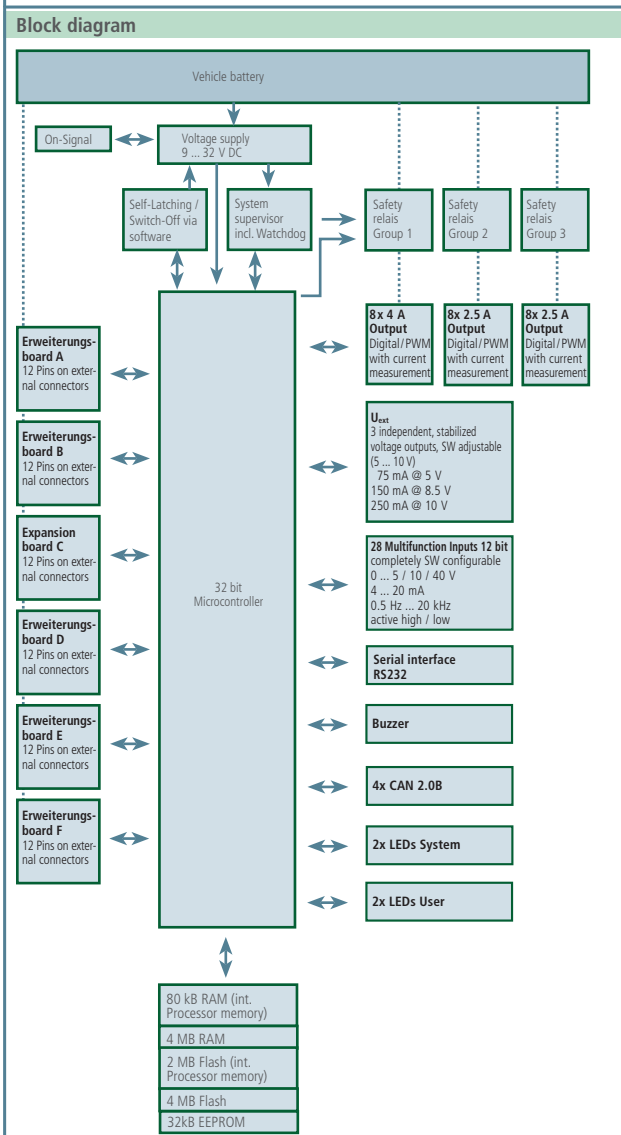 Block diagram
Vehicle battery
On-Signal
Voltage supply
9 ... 32 V DC
Self-Latching /
Switch-Off via
software
System
supervisor
incl. Watchdog
Safety
relais
Group 1
Safety
relais
Group 2
Safety
relais
Group 3
8x 4 A
Output
Digital/PWM
with current
measurement
8x 2.5 A
Output
Digital/PWM
with current
measurement
8x 2.5 A
Output
Digital/PWM
with current
measurement
Erweiterungs-
board A
12 Pins on exter-
nal connectors
Erweiterungs-
board B
12 Pins on exter-
nal connectors
Expansion
board C
12 Pins on exter-
nal connectors
Erweiterungs-
board D
12 Pins on exter-
nal connectors
Erweiterungs-
board E
12 Pins on exter-
nal connectors
Erweiterungs-
board F
12 Pins on exter-
nal connectors
32 bit
Microcontroller
Uext
3 independent, stabilized
voltage outputs, SW adjustable
(5 ... 10 V)
75 mA @ 5 V
150 mA @ 8.5 V
250 mA @ 10 V
28 Multifunction Inputs 12 bit
completely SW configurable
0 ... 5 / 10 / 40 V
4 ... 20 mA
0.5 Hz ... 20 kHz
active high / low
Serial interface
RS232
Buzzer
4x CAN 2.0B
2x LEDs System
2x LEDs User
80 kB RAM (int.
Processor memory)
4 MB RAM
2 MB Flash (int.
Processor memory)
4 MB Flash
32kB EEPROM